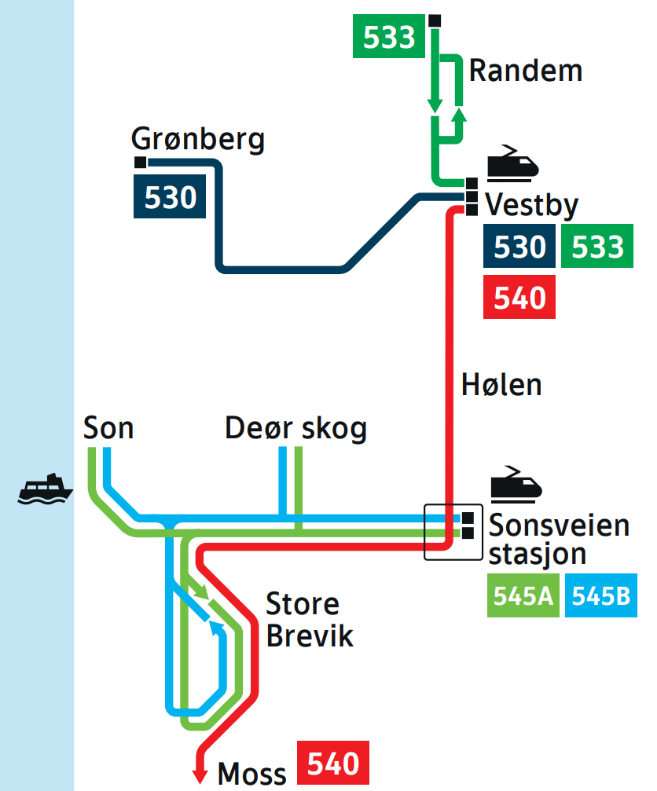 533
Randem
Grønberg
530
Vestby
530 533
540
Hølen
Son
Deør skog
Sonsveien
stasjon
545A 545B
Store
Brevik
Moss 540